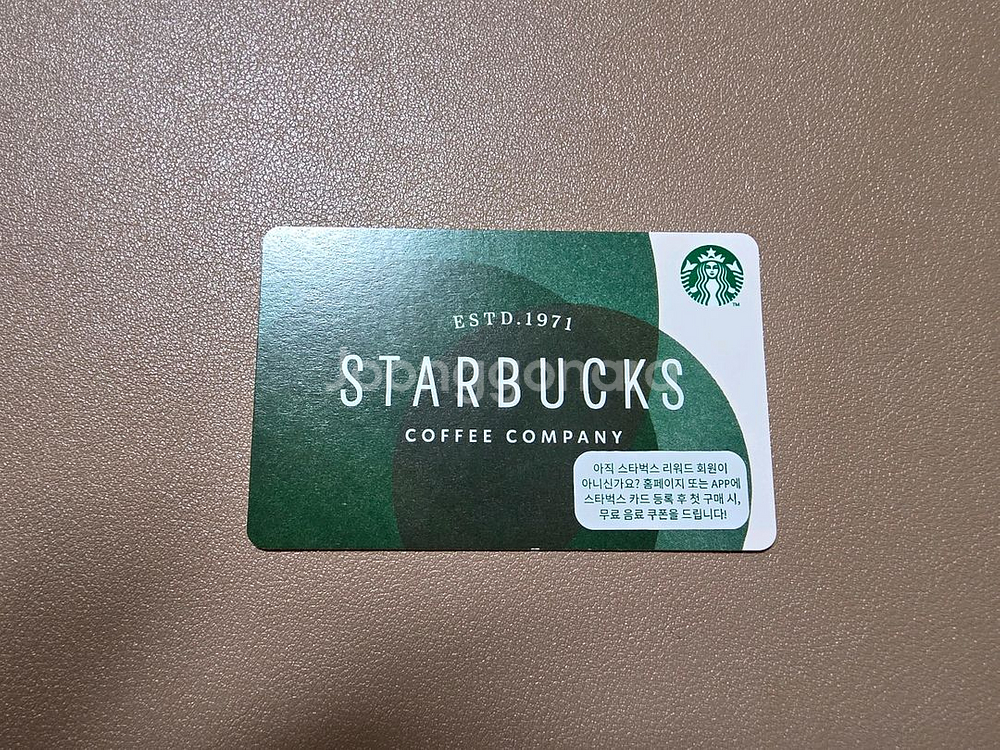 ESTD.1971
STARBUCKS
COFFEE COMPANY
TM
아직 스타벅스 리워드 회원이
아니신가요? 홈페이지 또는 APP에
스타벅스 카드 등록 후 첫 구매 시,
무료 음료 쿠폰을 드립니다!
Joonggonara